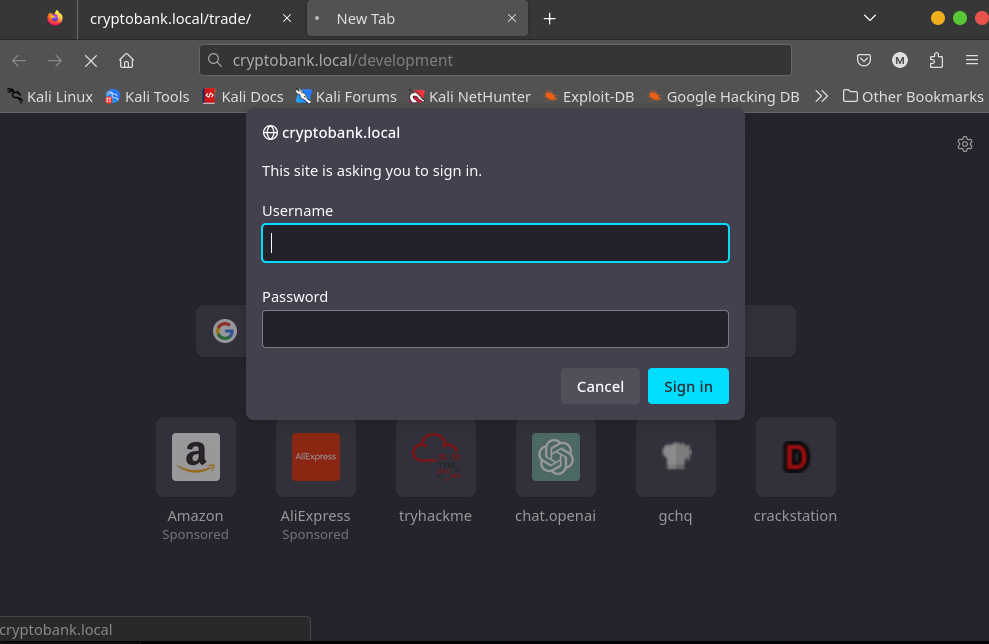 cryptobank.local/trade/
New Tab
cryptobank.local/development
M
Kali Linux
Kali Tools
Kali Docs
Kali Forums
Kali NetHunter
Exploit-DB
Google Hacking DB
Other Bookmarks
cryptobank.local
This site is asking you to sign in.
Username
Password
Cancel
Sign in
a
AliExpress
D
Amazon
AliExpress
tryhackme
chat.openai
gchq
crackstation
Sponsored
Sponsored
cryptobank.local